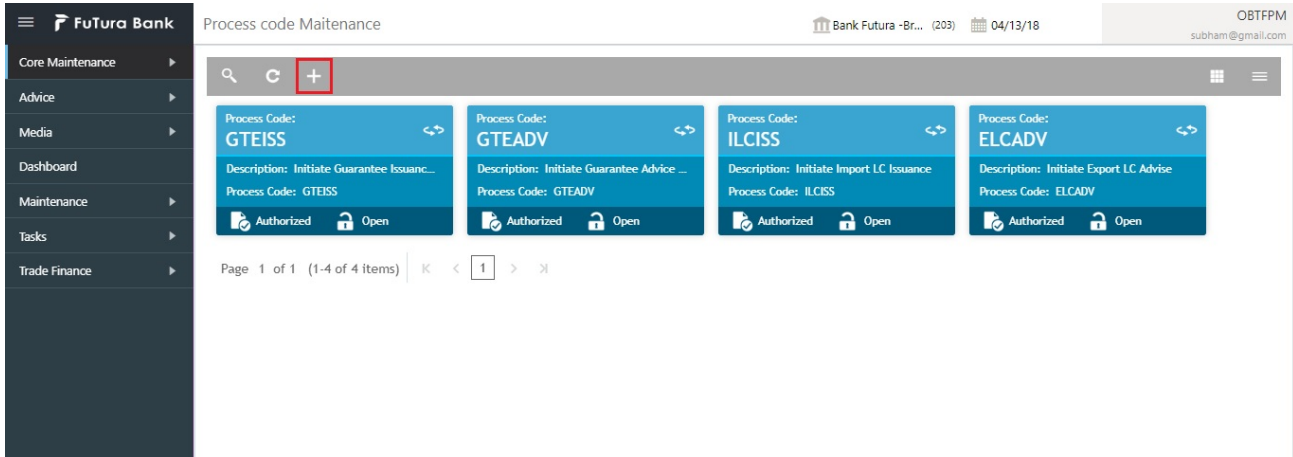 FuTura Bank
Process code Maitenance
Bank Futura -Br... (203)
04/13/18
OBTFPM
subham@gmail.com
Core Maintenance
Advice
Media
Dashboard
Maintenance
Tasks
Trade Finance
Process Code:
GTEISS
Description: Initiate Guarantee Issuanc...
Process Code: GTEISS
Authorized Open
Process Code:
GTEADV
Description: Initiate Guarantee Advice ...
Process Code: GTEADV
Authorized Open
Process Code:
ILCISS
Description: Initiate Import LC Issuance
Process Code: ILCISS
Authorized Open
Process Code:
ELCADV
Description: Initiate Export LC Advise
Process Code: ELCADV
Authorized Open
Page 1 of 1 (1-4 of 4 items) 1